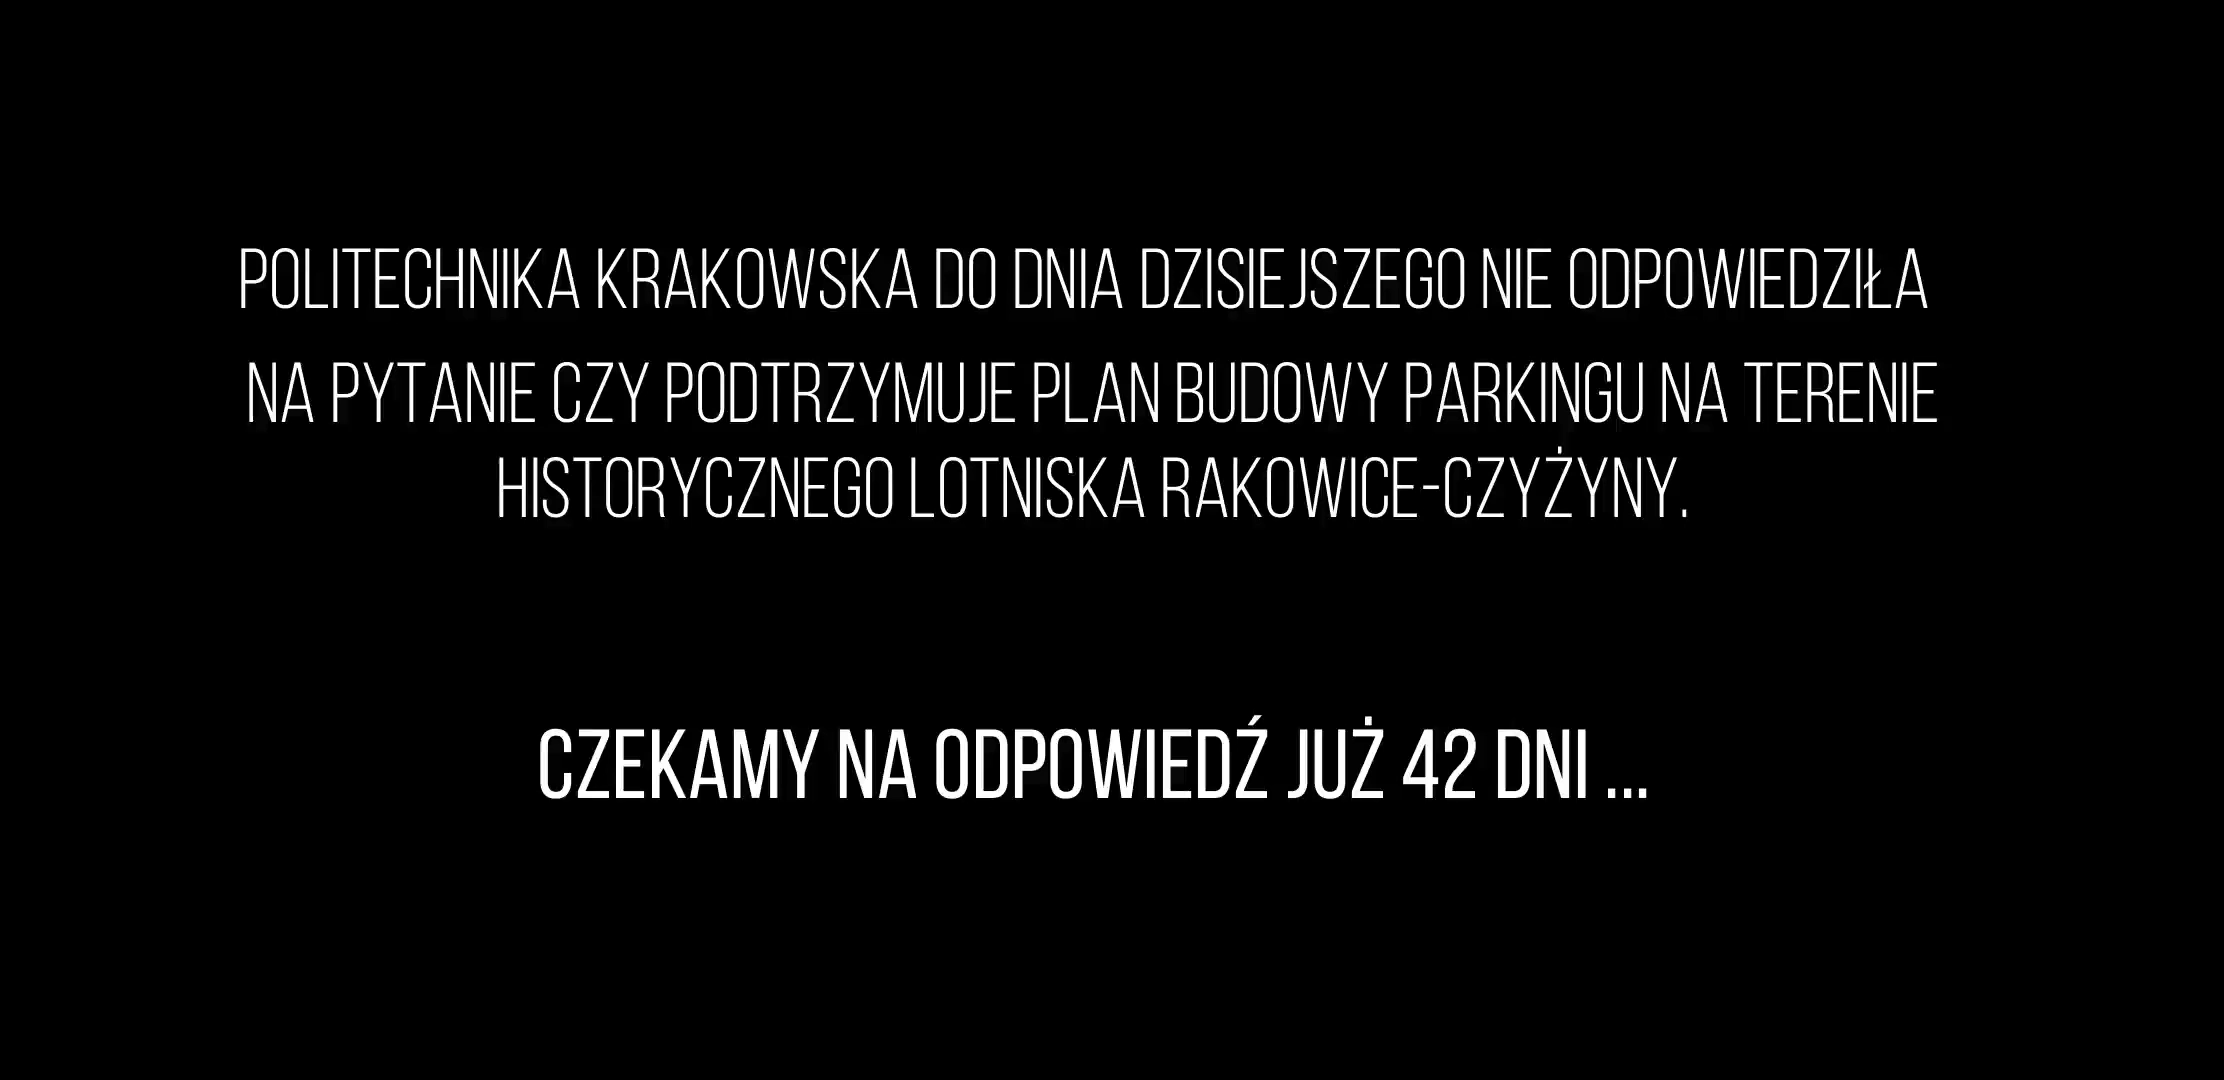 POLITECHNIKA KRAKOWSKA DO DNIA DZISIEJSZEGO NIE ODPOWIEDZIŁA
NA PYTANIE CZY PODTRZYMUJE PLAN BUDOWY PARKINGU NA TERENIE
HISTORYCZNEGO LOTNISKA RAKOWICE-CZYŻYNY.
CZEKAMY NA ODPOWIEDŹ JUŻ 42 DNI ...